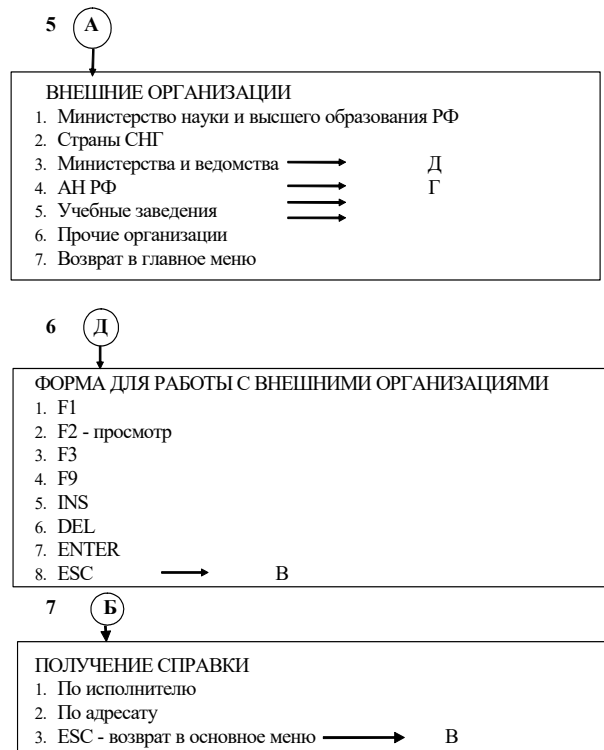 5 А
ВНЕШНИЕ ОРГАНИЗАЦИИ
1. Министерство науки и высшего образования РФ
2. Страны СНГ
3. Министерства и ведомства Д
4. АН РФ Г
5. Учебные заведения
6. Прочие организации
7. Возврат в главное меню
6 Д
ФОРМА ДЛЯ РАБОТЫ С ВНЕШНИМИ ОРГАНИЗАЦИЯМИ
1. F1
2. F2 - просмотр
3. F3
4. F9
5. INS
6. DEL
7. ENTER
8. ESC В
7 Б
ПОЛУЧЕНИЕ СПРАВКИ
1. По исполнителю
2. По адресату
3. ESC - возврат в основное меню В